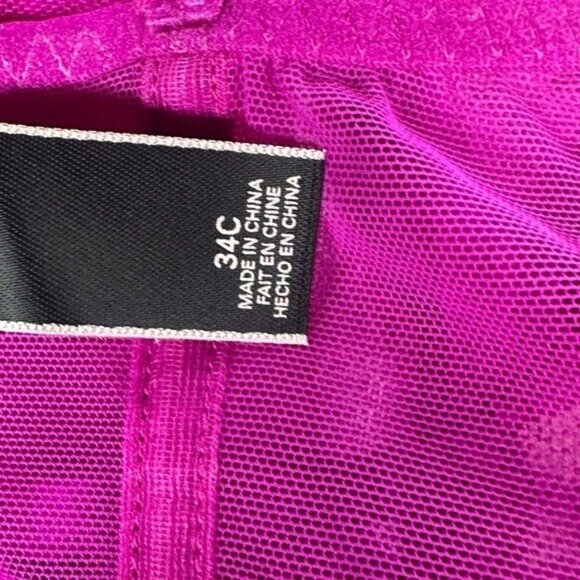 34C
MADE IN CHINA
FAIT EN CHINE
HECHO EN CHINA